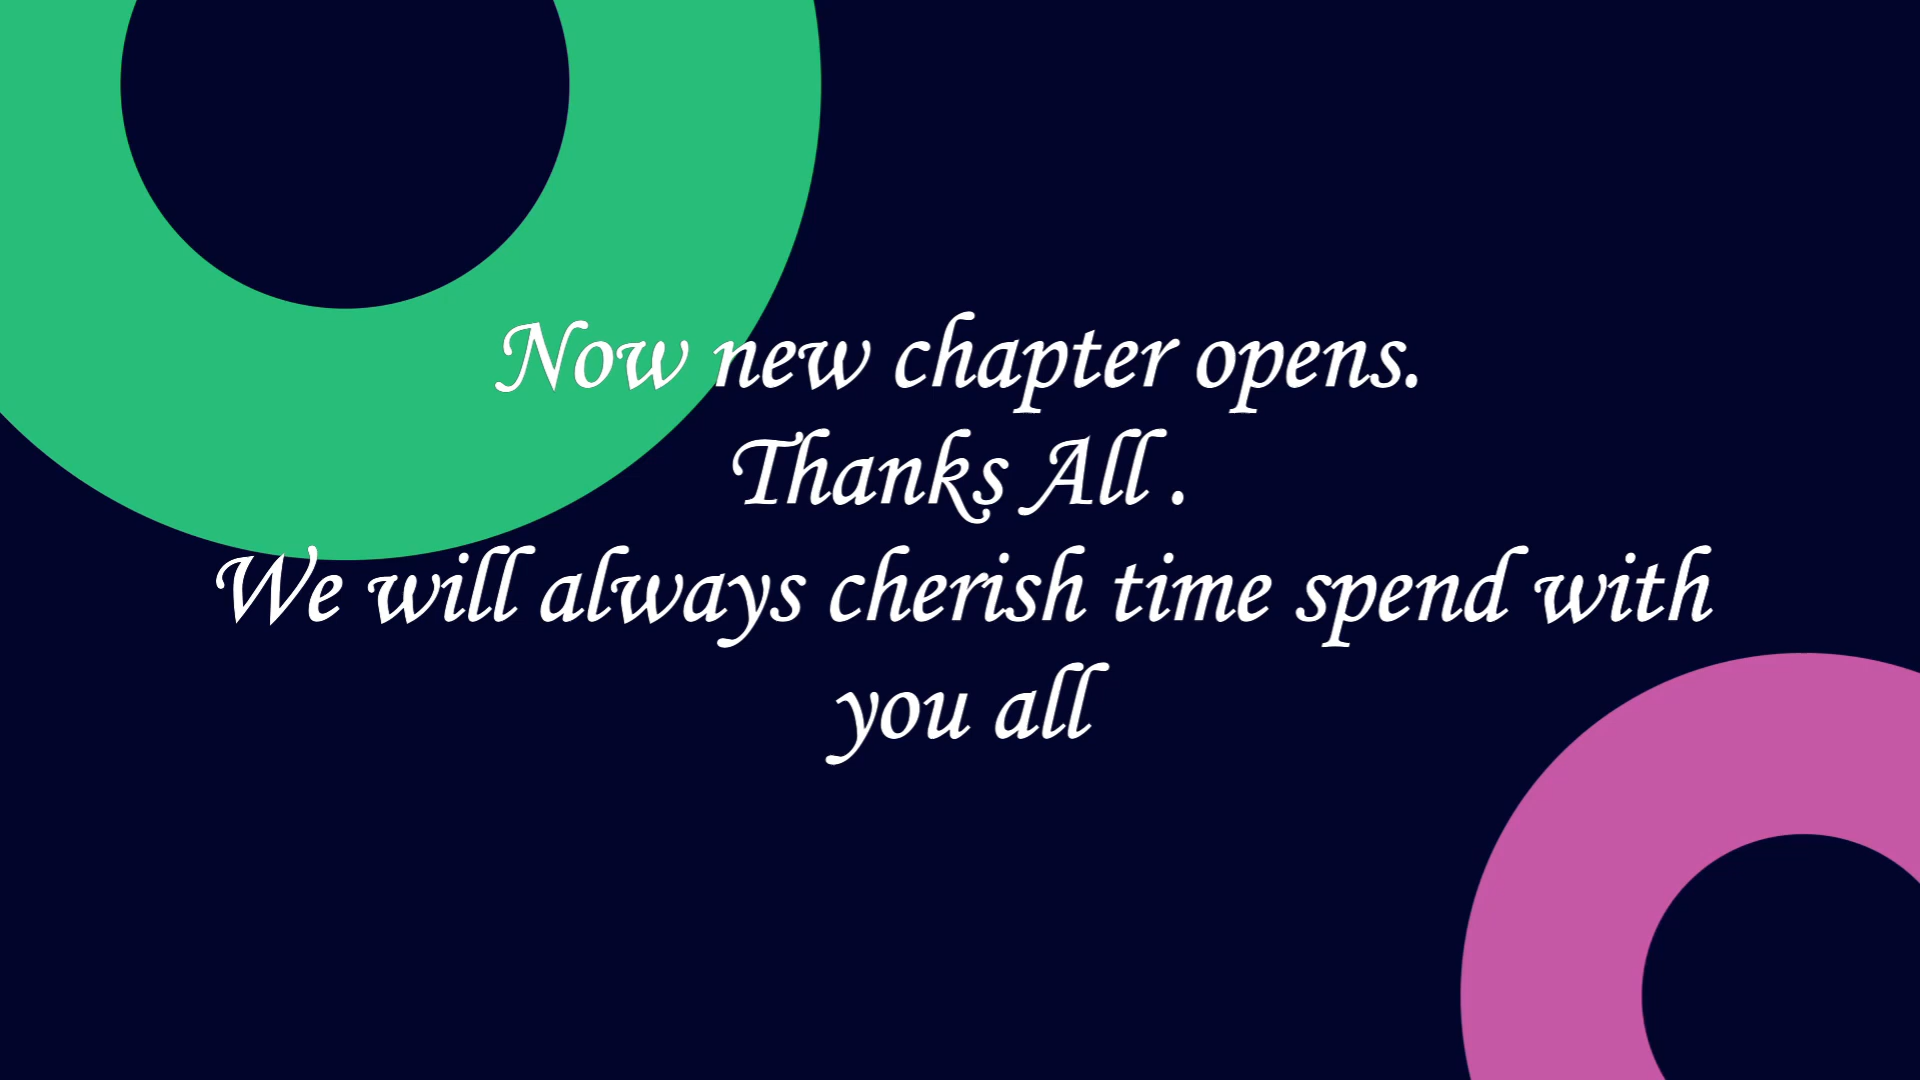 Now new chapter opens.
Thanks All .
We will always cherish time spend with
you all